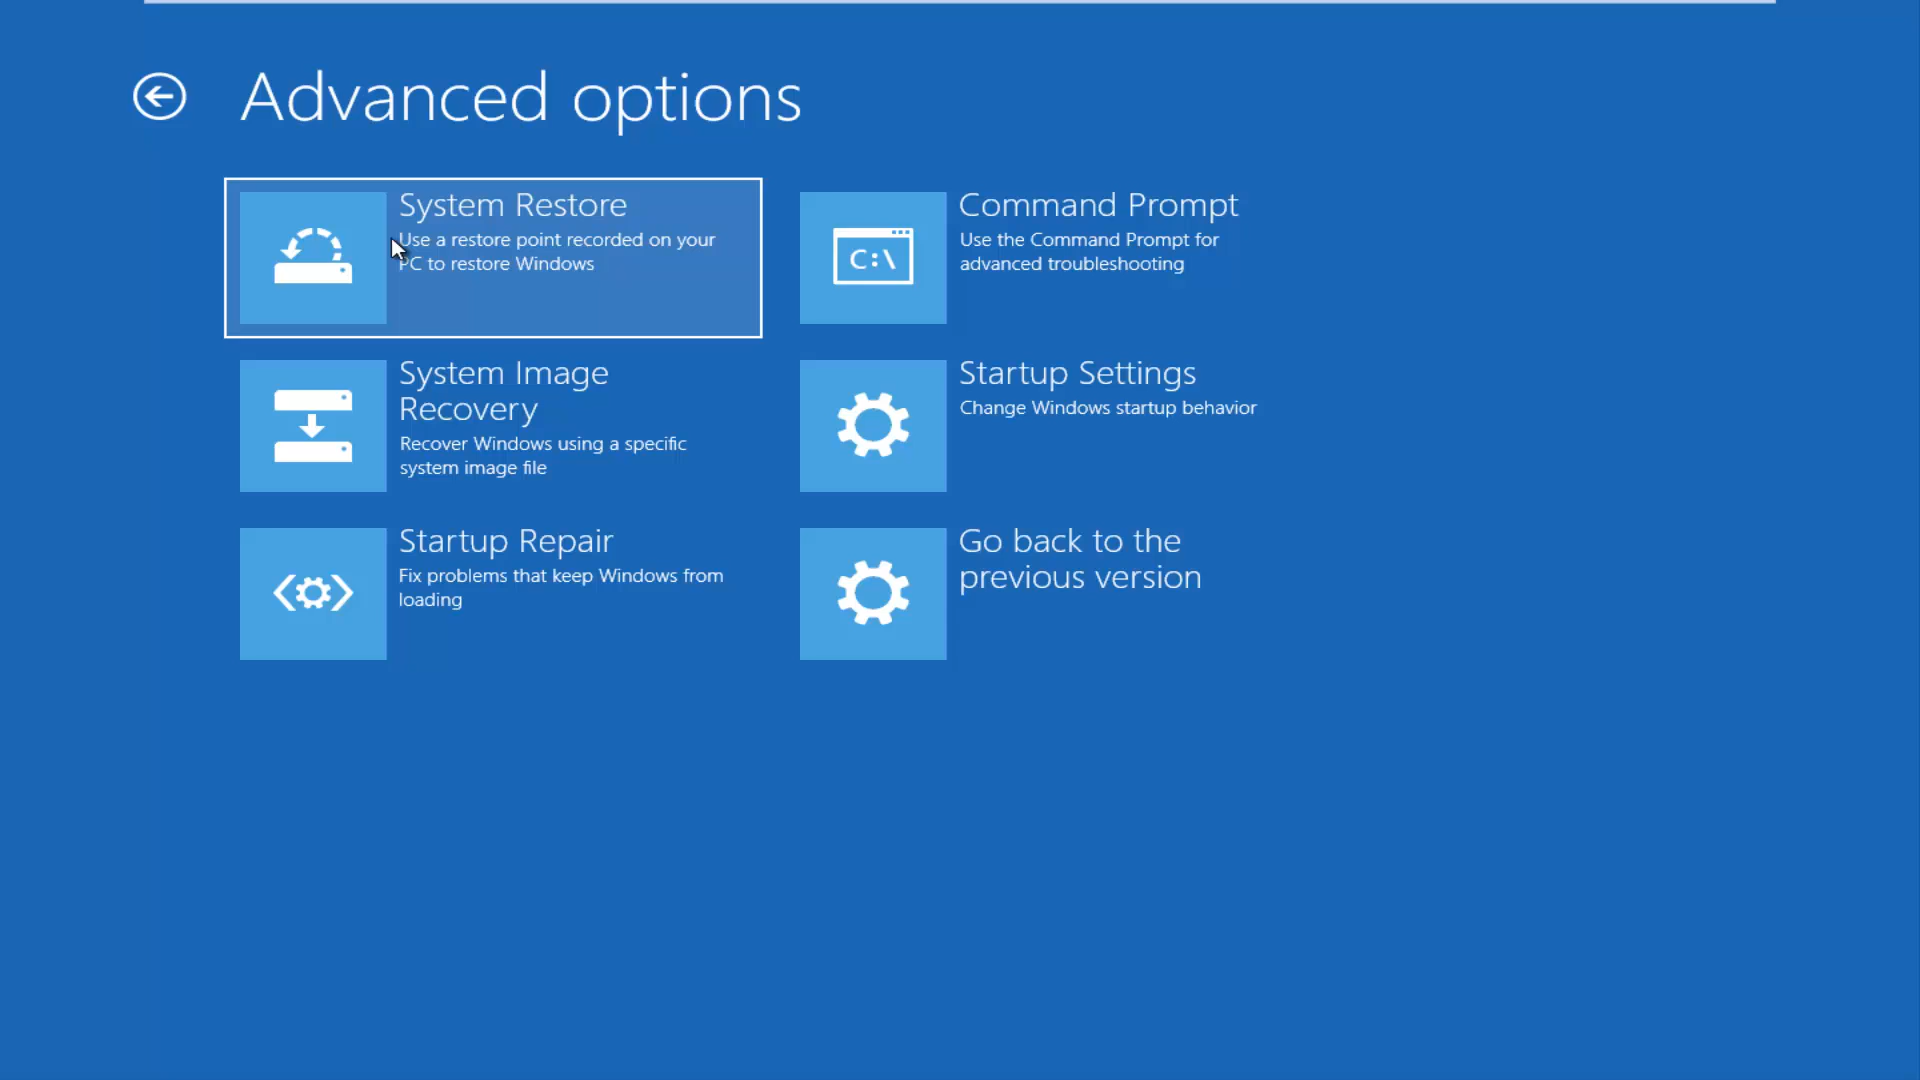 Advanced options
System Restore
Use a restore point recorded on your
PC to restore Windows
System Image
Recovery
Recover Windows using a specific
system image file
Startup Repair
Fix problems that keep Windows from
loading
Command Prompt
Use the Command Prompt for
advanced troubleshooting
C:\
Startup Settings
Change Windows startup behavior
Go back to the
previous version